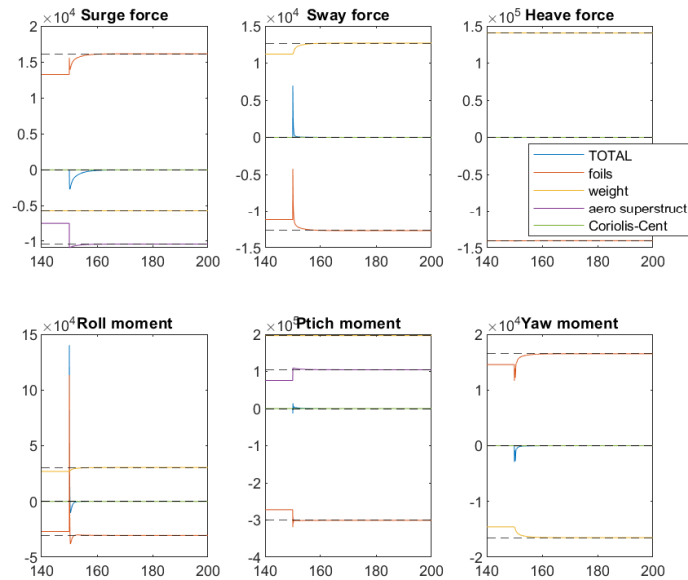 ×10⁴ Surge force
2
1.5
1
0.5
0
-0.5
-1
140 160 180 200
×10⁴ Sway force
1.5
1
0.5
0
-0.5
-1
-1.5
140 160 180 200
×10⁵ Heave force
1.5
1
0.5
0
-0.5
-1
-1.5
140 160 180 200
TOTAL
foils
weight
aero superstruct
Coriolis-Cent
×10⁴ Roll moment
15
10
5
0
-5
140 160 180 200
×10⁵ Ptich moment
2
1
0
-1
-2
-3
-4
140 160 180 200
×10⁴ Yaw moment
2
1
0
-1
-2
140 160 180 200